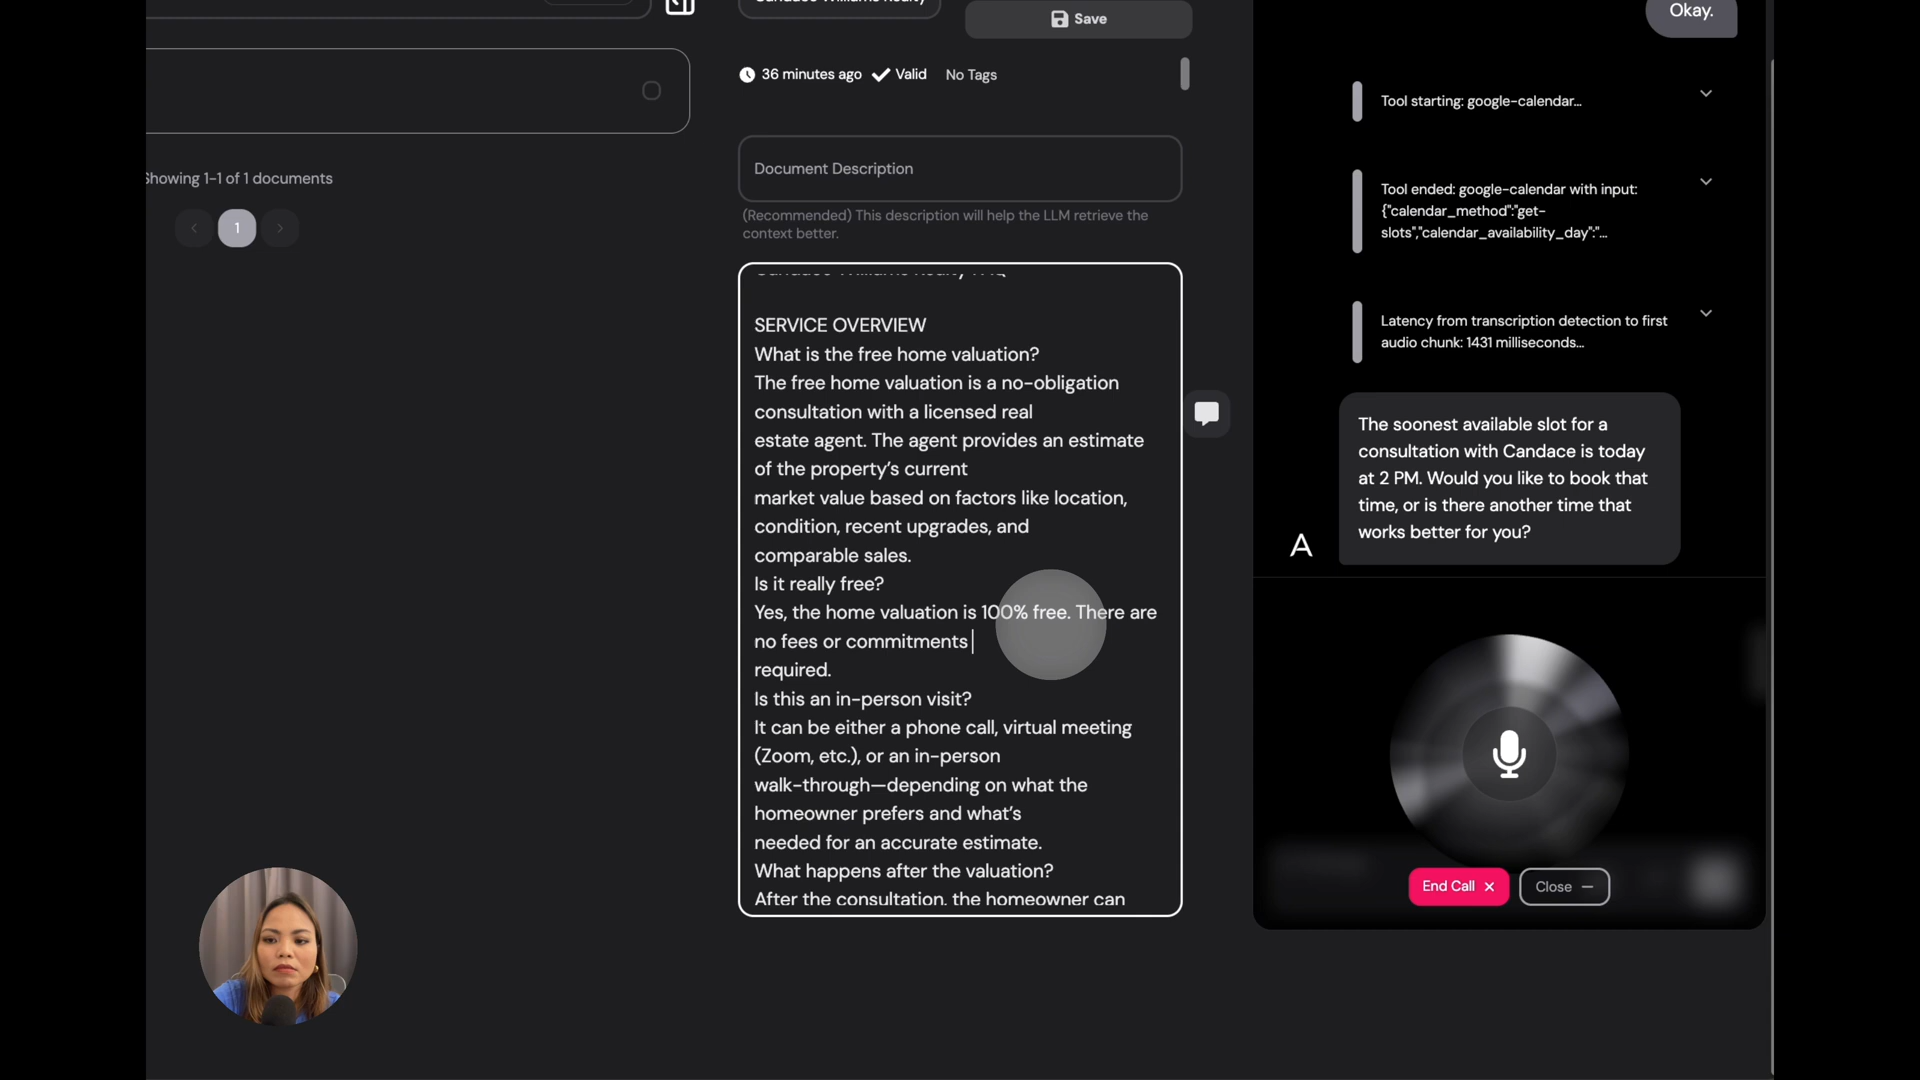 Save
36 minutes ago
Valid
No Tags
Showing 1-1 of 1 documents
1
Document Description
(Recommended) This description will help the LLM retrieve the
context better.
SERVICE OVERVIEW
What is the free home valuation?
The free home valuation is a no-obligation
consultation with a licensed real
estate agent. The agent provides an estimate
of the property’s current
market value based on factors like location,
condition, recent upgrades, and
comparable sales.
Is it really free?
Yes, the home valuation is 100% free. There are
no fees or commitments
required.
Is this an in-person visit?
It can be either a phone call, virtual meeting
(Zoom, etc.), or an in-person
walk-through—depending on what the
homeowner prefers and what’s
needed for an accurate estimate.
What happens after the valuation?
After the consultation, the homeowner can
Okay.
Tool starting: google-calendar...
Tool ended: google-calendar with input:
{"calendar_method":"get-
slots","calendar_availability_day":"...
Latency from transcription detection to first
audio chunk: 1431 milliseconds...
The soonest available slot for a
consultation with Candace is today
at 2 PM. Would you like to book that
time, or is there another time that
works better for you?
A
End Call ×
Close –